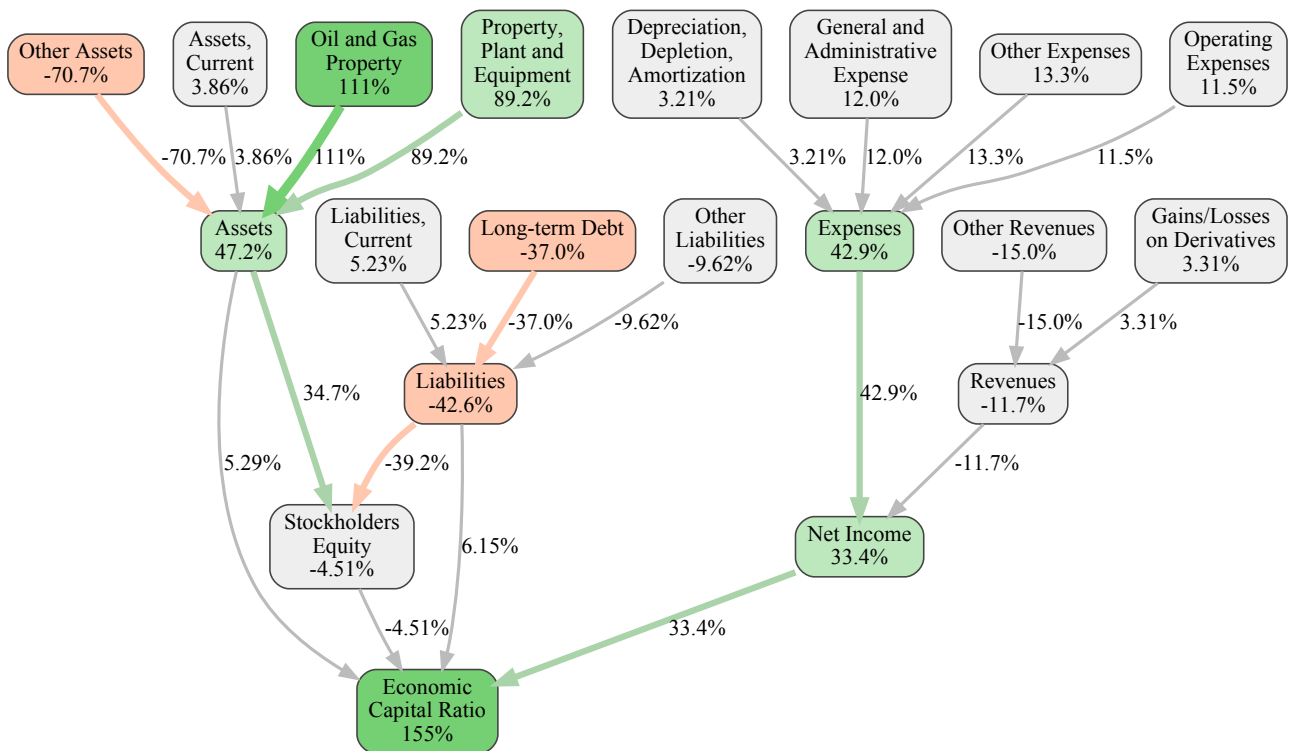 Other Assets
-70.7%
Assets,
Current
3.86%
Oil and Gas
Property
111%
Property,
Plant and
Equipment
89.2%
Depreciation,
Depletion,
Amortization
3.21%
General and
Administrative
Expense
12.0%
Other Expenses
13.3%
Operating
Expenses
11.5%
-70.7%
3.86%
111%
89.2%
3.21%
12.0%
13.3%
11.5%
Assets
47.2%
Liabilities,
Current
5.23%
Long-term Debt
-37.0%
Other
Liabilities
-9.62%
Expenses
42.9%
Other Revenues
-15.0%
Gains/Losses
on Derivatives
3.31%
5.23%
-37.0%
-9.62%
-15.0%
3.31%
34.7%
Liabilities
-42.6%
42.9%
Revenues
-11.7%
5.29%
-39.2%
-11.7%
Stockholders
Equity
-4.51%
6.15%
Net Income
33.4%
-4.51%
33.4%
Economic
Capital Ratio
155%